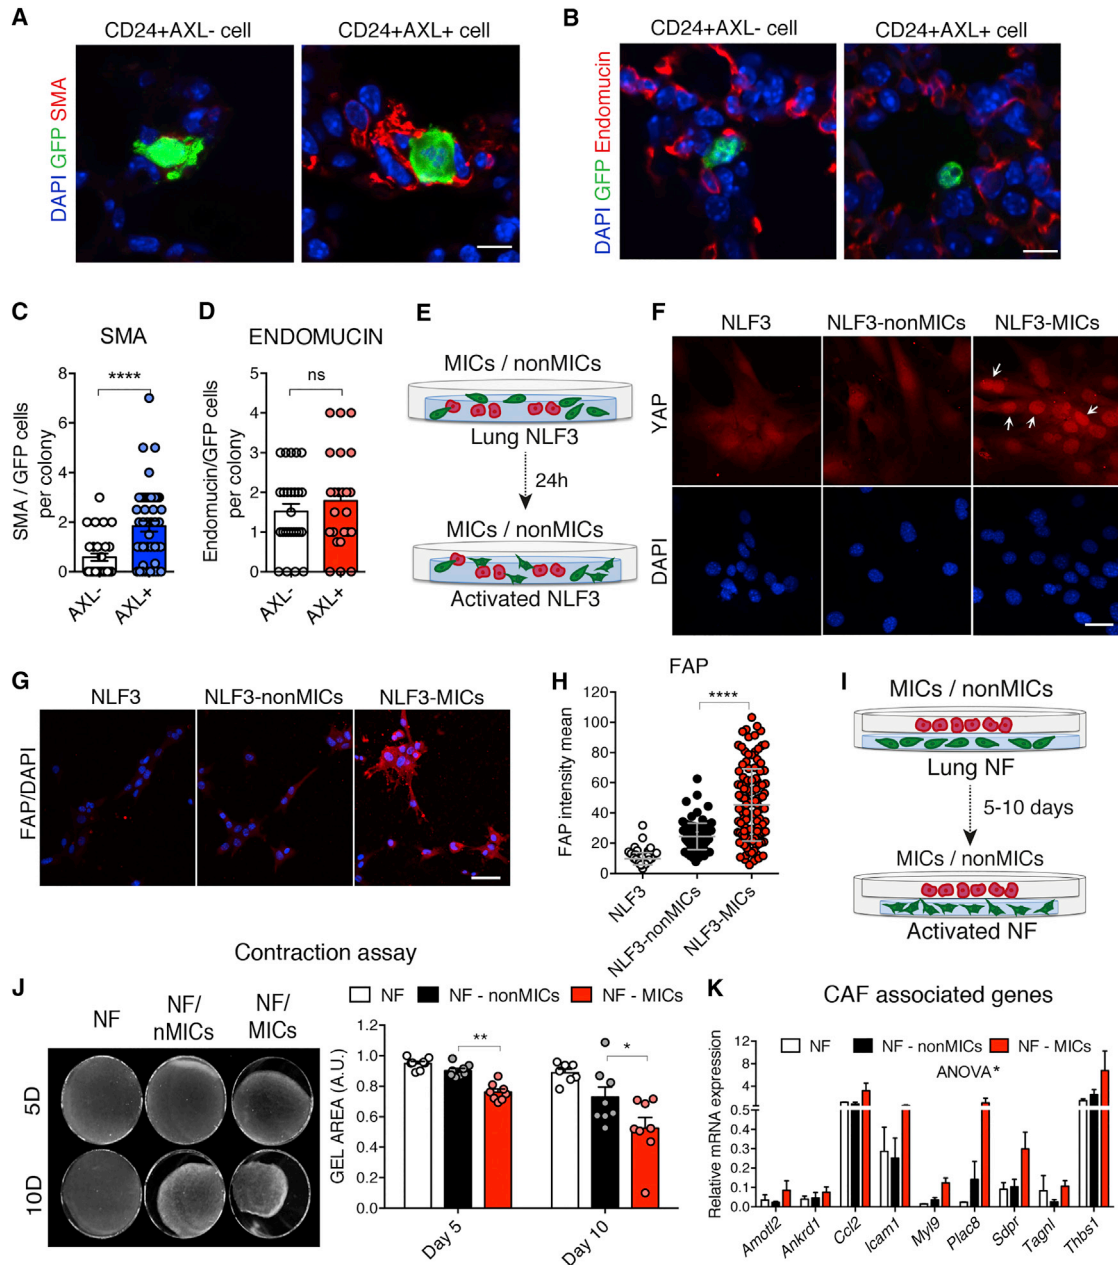 A
CD24+AXL- cell
CD24+AXL+ cell
DAPI GFP SMA
B
CD24+AXL- cell
CD24+AXL+ cell
DAPI GFP Endomucin
C
SMA
****
SMA / GFP cells
per colony
8
6
4
2
0
AXL-
AXL+
D
ENDOMUCIN
ns
Endomucin/GFP cells
per colony
5
4
3
2
1
0
AXL-
AXL+
E
MICs / nonMICs
Lung NLF3
24h
MICs / nonMICs
Activated NLF3
F
NLF3
NLF3-nonMICs
NLF3-MICs
YAP
DAPI
G
NLF3
NLF3-nonMICs
NLF3-MICs
FAP/DAPI
H
FAP
****
FAP intensity mean
120
100
80
60
40
20
0
NLF3
NLF3-nonMICs
NLF3-MICs
I
MICs / nonMICs
Lung NF
5-10 days
MICs / nonMICs
Activated NF
Contraction assay
J
NF
NF/
nMICs
NF/
MICs
5D
10D
NF
NF - nonMICs
NF - MICs
GEL AREA (A.U.)
1.2
1.0
0.8
0.6
0.4
0.2
0.0
**
*
Day 5
Day 10
K
CAF associated genes
NF
NF - nonMICs
NF - MICs
ANOVA*
Relative mRNA expression
10
5
0.5
0.4
0.3
0.2
0.1
0.0
Amotl2
Ankrd1
Ccl2
Icam1
Myl9
Plac8
Sdpr
Tagnl
Thbs1